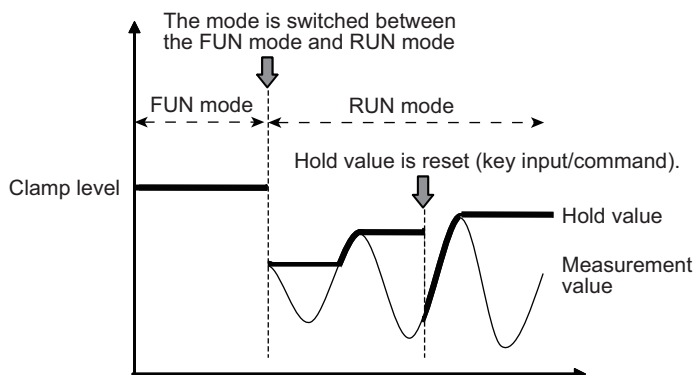 The mode is switched between
the FUN mode and RUN mode
FUN mode
RUN mode
Hold value is reset (key input/command).
Clamp level
Hold value
Measurement
value